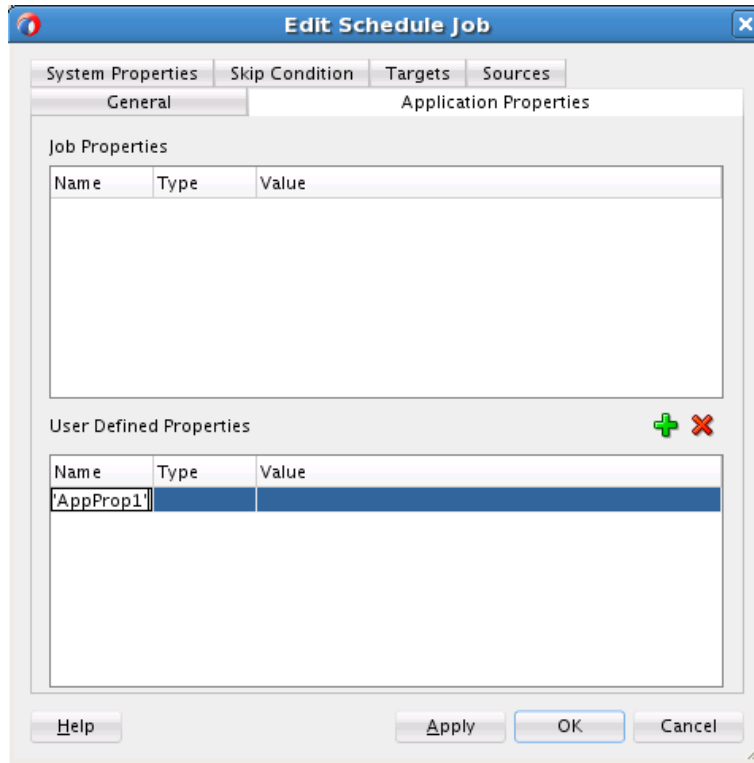 Edit Schedule Job
System Properties Skip Condition Targets Sources
General Application Properties
Job Properties
Name Type Value
User Defined Properties
Name Type Value
'AppProp1'
Help Apply OK Cancel